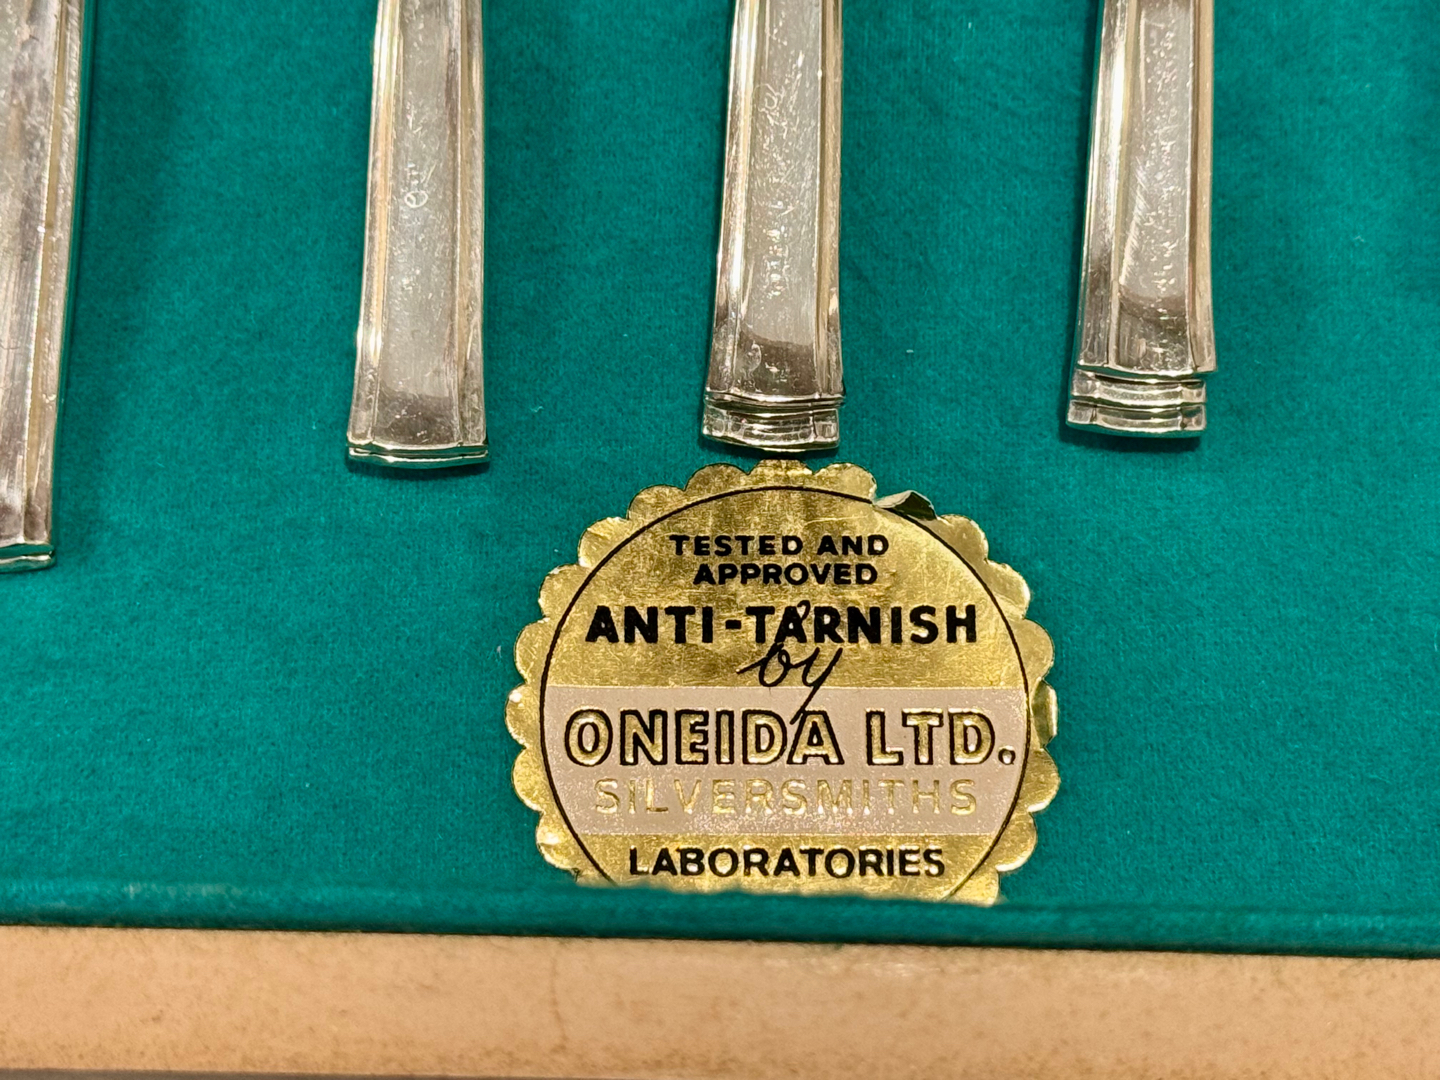 TESTED AND
APPROVED
ANTI-TARNISH
by
ONEIDA LTD.
SILVERSMITHS
LABORATORIES